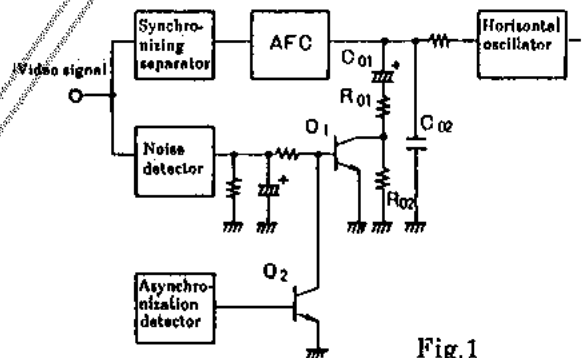 Video signal
Synchro-
nizing
separator
AFC
Horisontal
oscillator
C01
+
R01
Q1
C02
R02
Noise
detector
+
Q2
Asynchro-
nization
detector
Fig.1